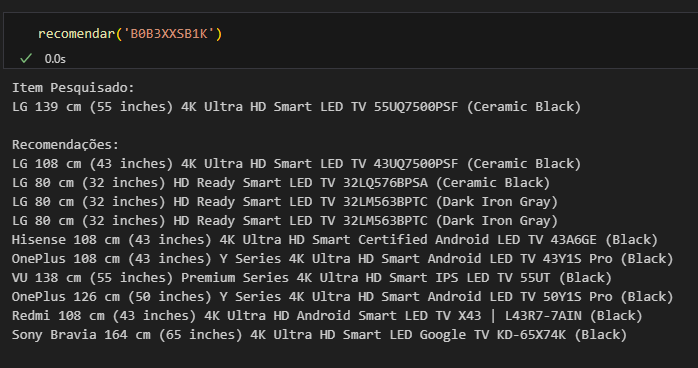 recomendar('B0B3XXSB1K')
0.0s
Item Pesquisado:
LG 139 cm (55 inches) 4K Ultra HD Smart LED TV 55UQ7500PSF (Ceramic Black)
Recomendações:
LG 108 cm (43 inches) 4K Ultra HD Smart LED TV 43UQ7500PSF (Ceramic Black)
LG 80 cm (32 inches) HD Ready Smart LED TV 32LQ576BPSA (Ceramic Black)
LG 80 cm (32 inches) HD Ready Smart LED TV 32LM563BPTC (Dark Iron Gray)
LG 80 cm (32 inches) HD Ready Smart LED TV 32LM563BPTC (Dark Iron Gray)
Hisense 108 cm (43 inches) 4K Ultra HD Smart Certified Android LED TV 43A6GE (Black)
OnePlus 108 cm (43 inches) Y Series 4K Ultra HD Smart Android LED TV 43Y1S Pro (Black)
VU 138 cm (55 inches) Premium Series 4K Ultra HD Smart IPS LED TV 55UT (Black)
OnePlus 126 cm (50 inches) Y Series 4K Ultra HD Smart Android LED TV 50Y1S Pro (Black)
Redmi 108 cm (43 inches) 4K Ultra HD Android Smart LED TV X43 | L43R7-7AIN (Black)
Sony Bravia 164 cm (65 inches) 4K Ultra HD Smart LED Google TV KD-65X74K (Black)